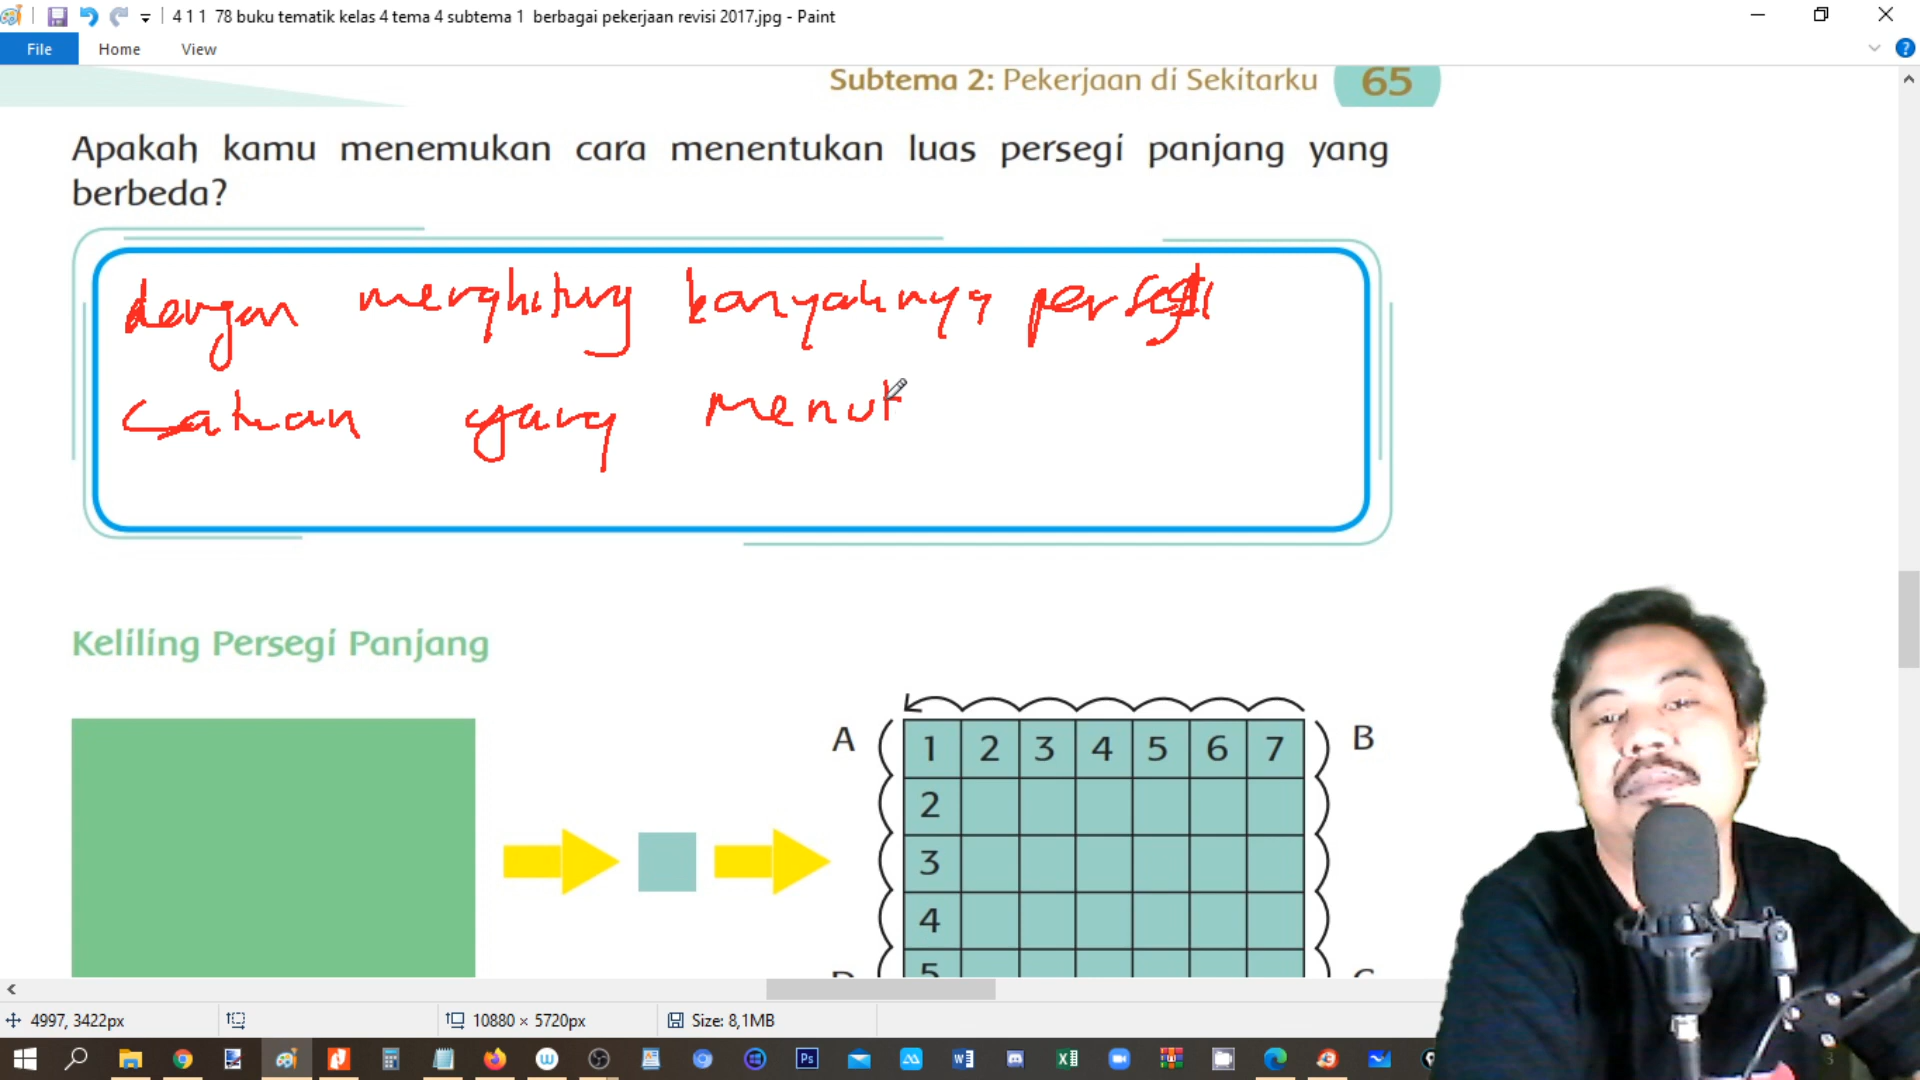 4 1 1  78 buku tematik kelas 4 tema 4 subtema 1  berbagai pekerjaan revisi 2017.jpg - Paint
File Home View
Subtema 2: Pekerjaan di Sekitarku 65
Apakah kamu menemukan cara menentukan luas persegi panjang yang
berbeda?
dengan menghitung banyaknya persegi
satuan yang menut
Keliling Persegi Panjang
A 1 2 3 4 5 6 7 B
2
3
4
5
4997, 3422px 10880 × 5720px Size: 8,1MB